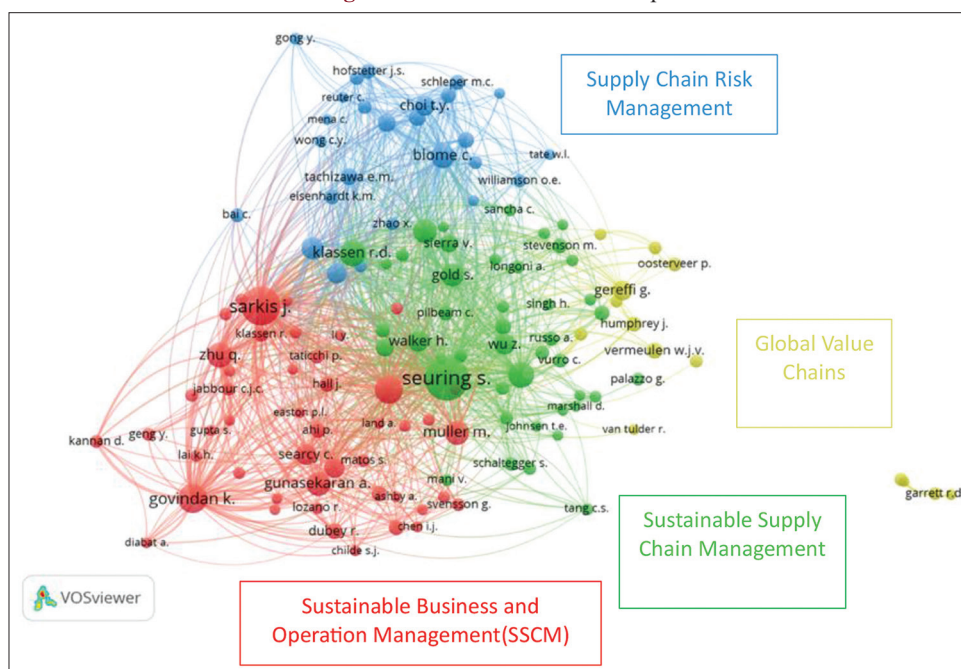 gong y.
hofstetter j.s.
schleper m.c.
Supply Chain Risk
Management
reuter c.
choi t.y.
mena c.
wong c.y.
blome c.
tate w.l.
tachizawa e.m.
williamson o.e.
eisenhardt k.m.
bai c.
sancha c.
zhao x.
klassen r.d.
sierra v.
stevenson m.
oosterveer p.
gold s.
longoni a.
gereffi g.
sarkis j.
pilbeam c.
singh h.
humphrey j.
klassen r.
li y.
walker h.
wu z.
russo a.
Global Value
Chains
zhu q.
taticchi p.
vurro c.
vermeulen w.j.v.
jabbour c.j.c.
hall j.
seuring s.
palazzo g.
easton p.l.
land a.
marshall d.
kannan d.
geng y.
gupta s.
ahi p.
muller m.
johnsen t.e.
van tulder r.
lai k.h.
searcy c.
matos s.
schaltegger s.
garrett r.d
govindan k.
gunasekaran a.
mani v.
lozano r.
ashby a.
svensson g.
tang c.s.
Sustainable Supply
Chain Management
diabat a.
dubey r.
chen i.j.
childe s.j.
VOSviewer
Sustainable Business and
Operation Management(SSCM)